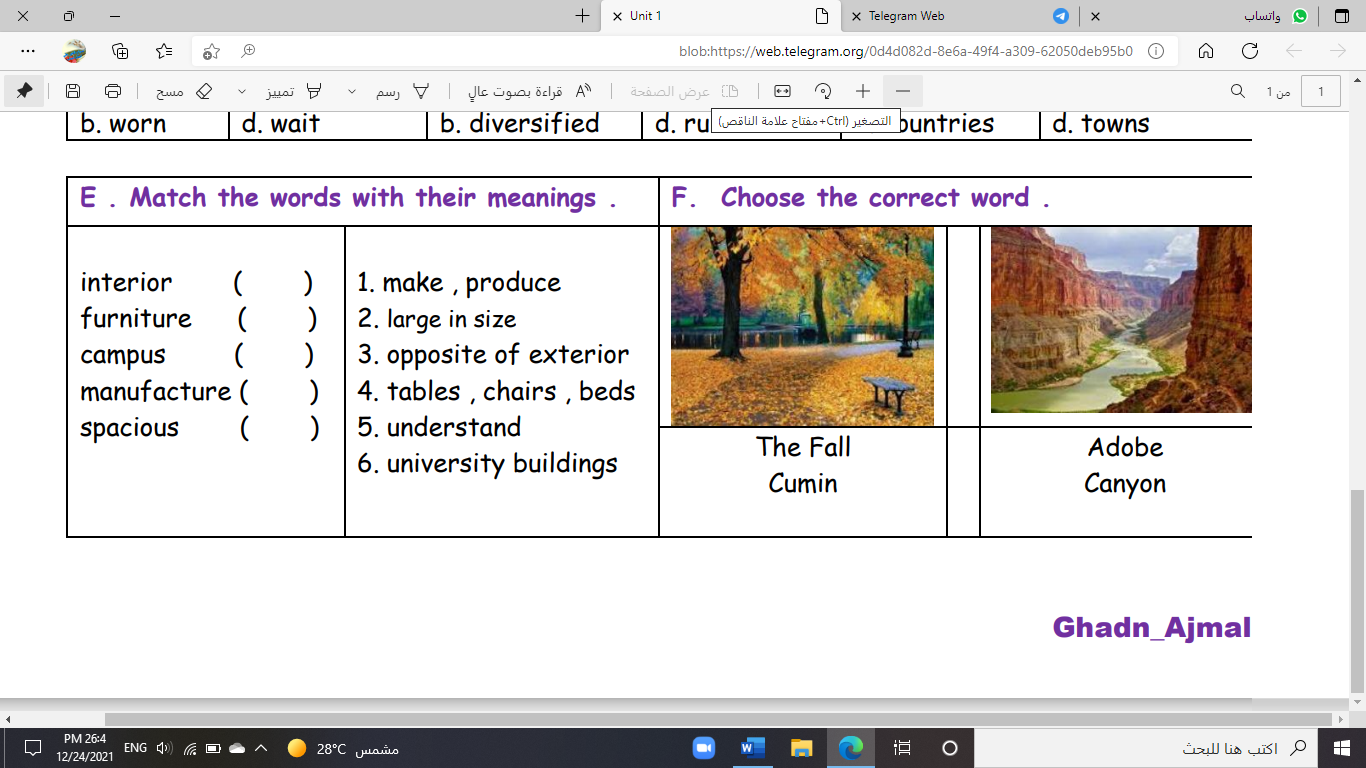 Unit 1
Telegram Web
واتساب
blob:https://web.telegram.org/0d4d082d-8e6a-49f4-a309-62050deb95b0
مسح
تمييز
رسم
قراءة بصوت عالٍ
عرض الصفحة
من 1
1
التصغير (Ctrl+مفتاح علامة الناقص)
b. worn
d. wait
b. diversified
d. ru
ountries
d. towns
E . Match the words with their meanings .
F. Choose the correct word .
interior ( )
furniture ( )
campus ( )
manufacture ( )
spacious ( )
1. make , produce
2. large in size
3. opposite of exterior
4. tables , chairs , beds
5. understand
6. university buildings
The Fall
Cumin
Adobe
Canyon
Ghadn_Ajmal
PM 26:4
12/24/2021
ENG
28°C مشمس
اكتب هنا للبحث